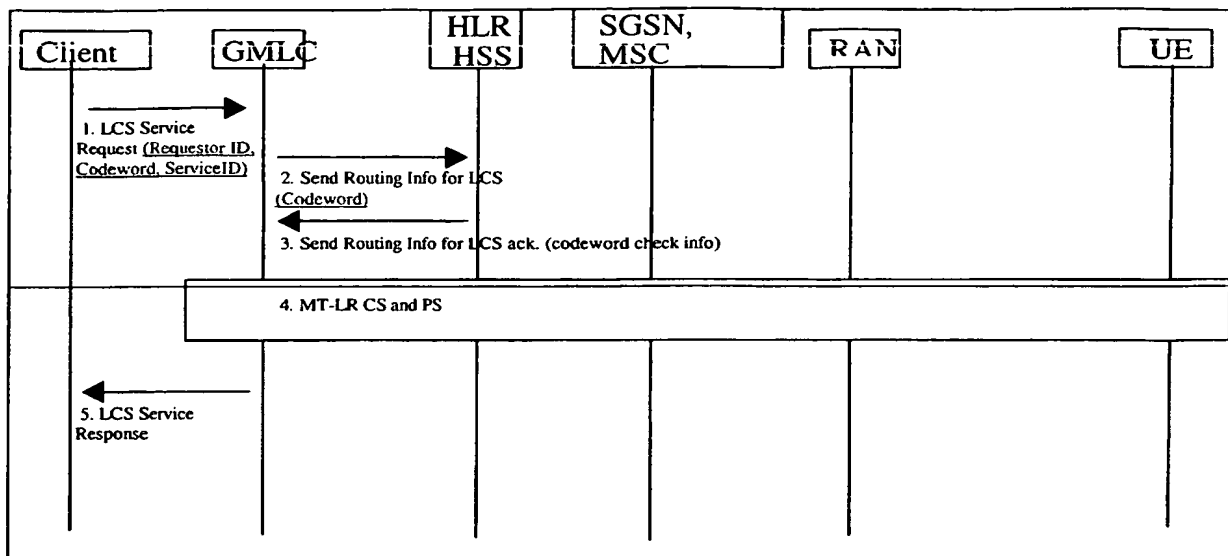 Client
GMLC
HLR
HSS
SGSN,
MSC
RAN
UE
1. LCS Service
Request (Requestor ID,
Codeword, ServiceID)
2. Send Routing Info for LCS
(Codeword)
3. Send Routing Info for LCS ack. (codeword check info)
4. MT-LR CS and PS
5. LCS Service
Response